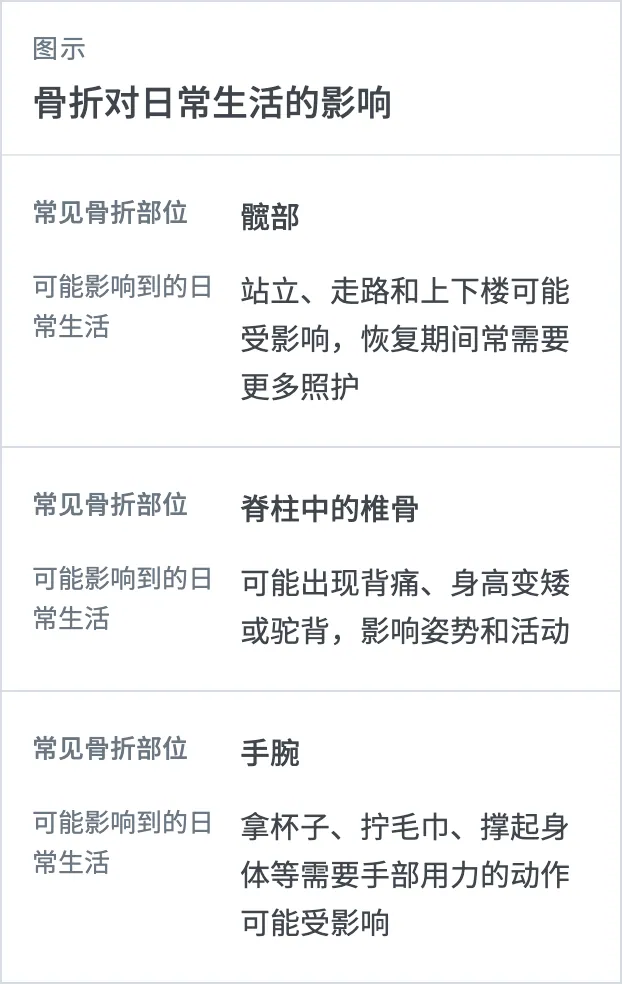 图示
骨折对日常生活的影响
常见骨折部位
髋部
可能影响到的日
常生活
站立、走路和上下楼可能
受影响，恢复期间常需要
更多照护
常见骨折部位
脊柱中的椎骨
可能影响到的日
常生活
可能出现背痛、身高变矮
或驼背，影响姿势和活动
常见骨折部位
手腕
可能影响到的日
常生活
拿杯子、拧毛巾、撑起身
体等需要手部用力的动作
可能受影响